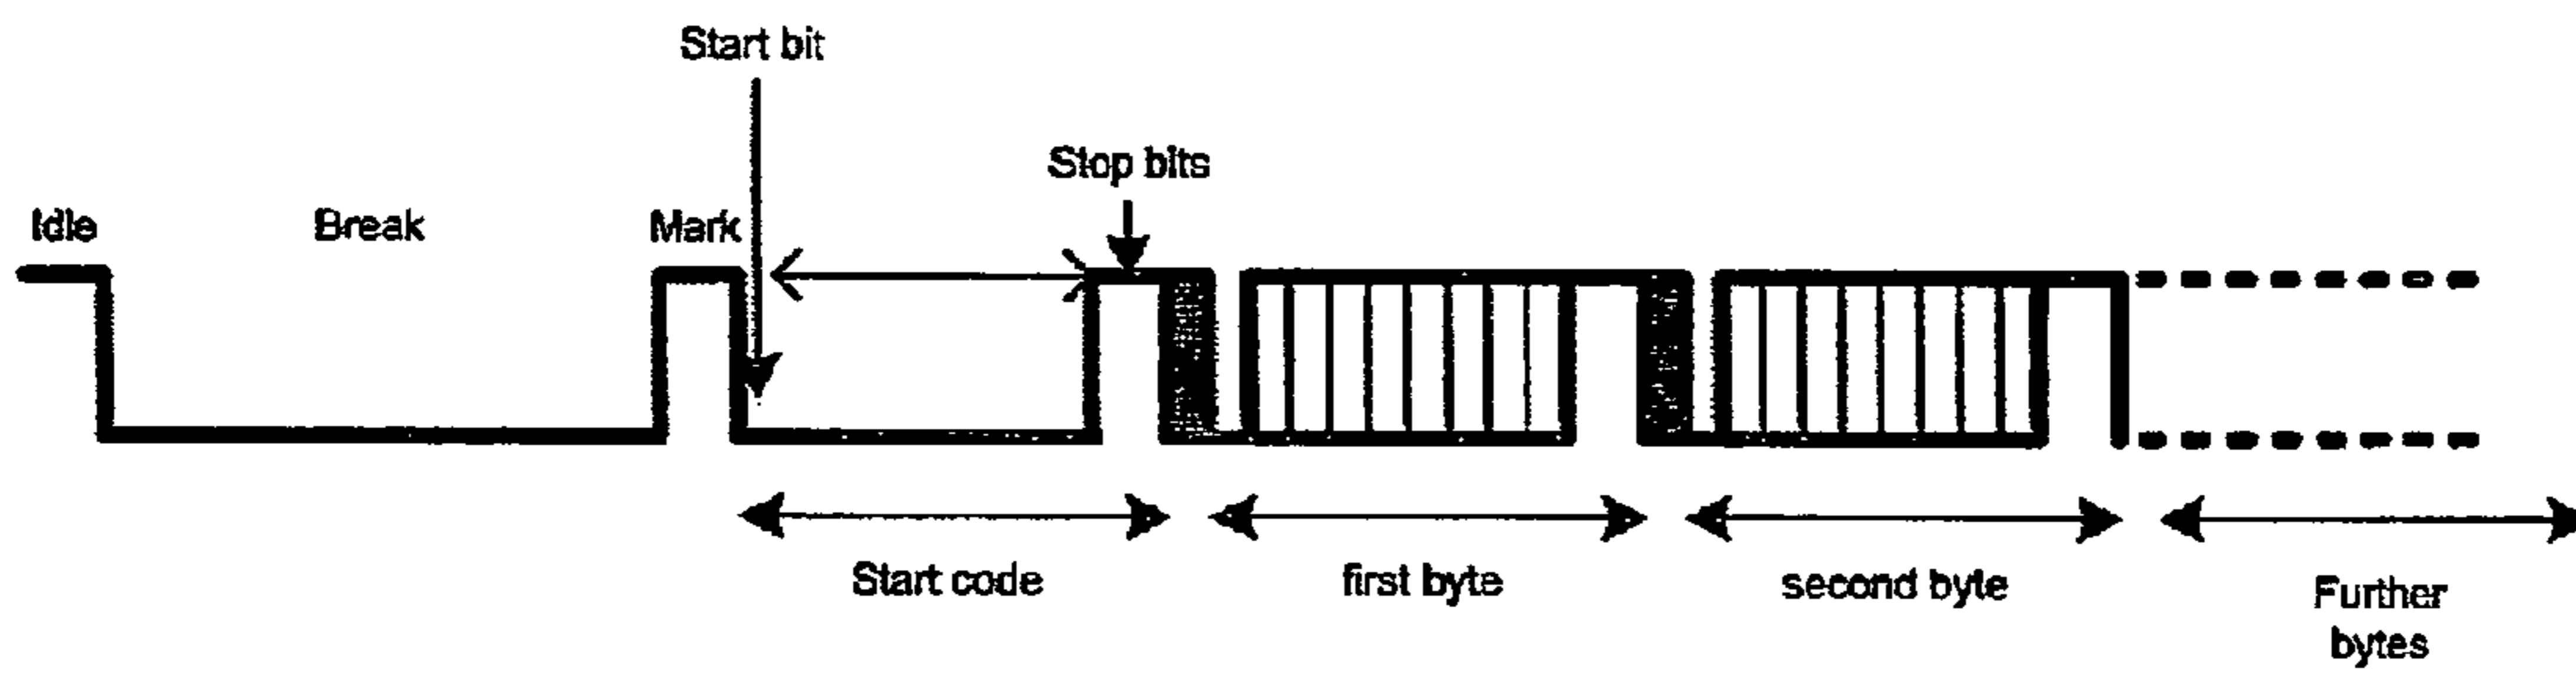 Start bit
Stop bits
Idle
Break
Mark
Start code
first byte
second byte
Further
bytes